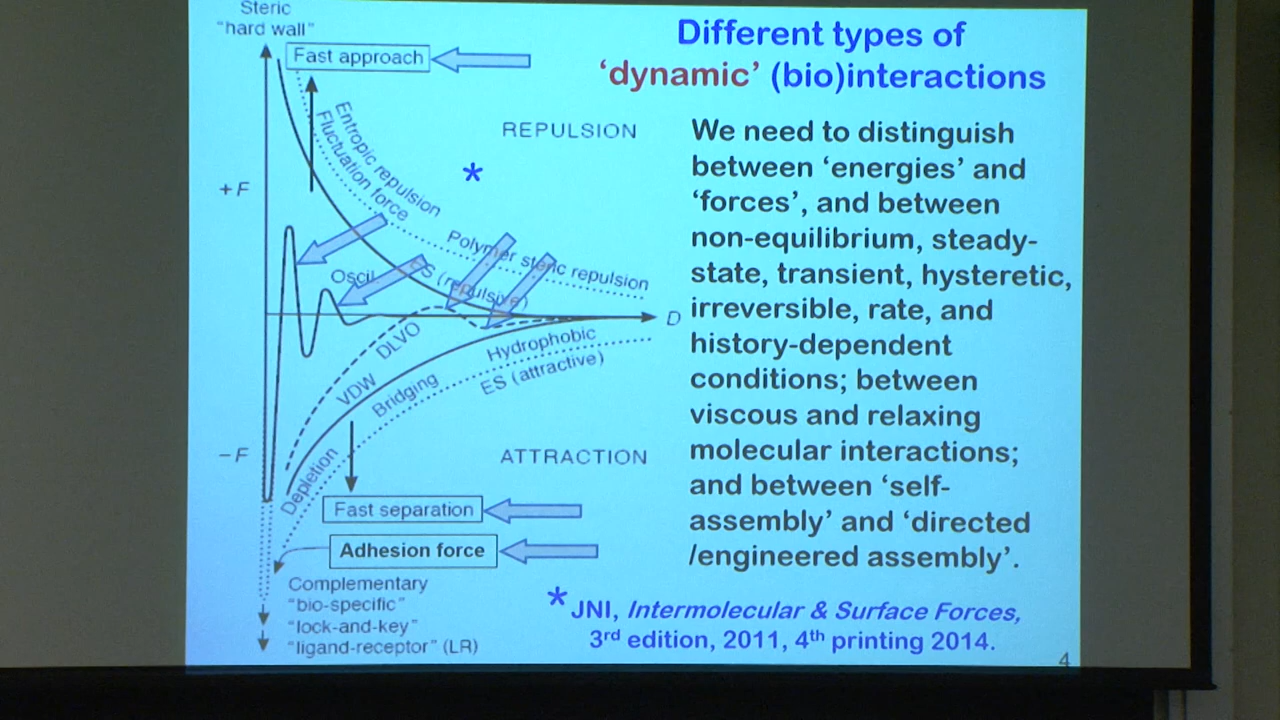 Steric
“hard wall”
Fast approach
Different types of
‘dynamic’ (bio)interactions
Entropic repulsion
Fluctuation force
REPULSION
*
+F
Polymer steric repulsion
Oscil
ES (repulsive)
D
DLVO
VDW
Bridging
Hydrophobic
ES (attractive)
−F
Depletion
ATTRACTION
Fast separation
Adhesion force
Complementary
“bio-specific”
“lock-and-key”
“ligand-receptor” (LR)
We need to distinguish
between ‘energies’ and
‘forces’, and between
non-equilibrium, steady-
state, transient, hysteretic,
irreversible, rate, and
history-dependent
conditions; between
viscous and relaxing
molecular interactions;
and between ‘self-
assembly’ and ‘directed
/engineered assembly’.
*JNI, Intermolecular & Surface Forces,
3rd edition, 2011, 4th printing 2014.
4